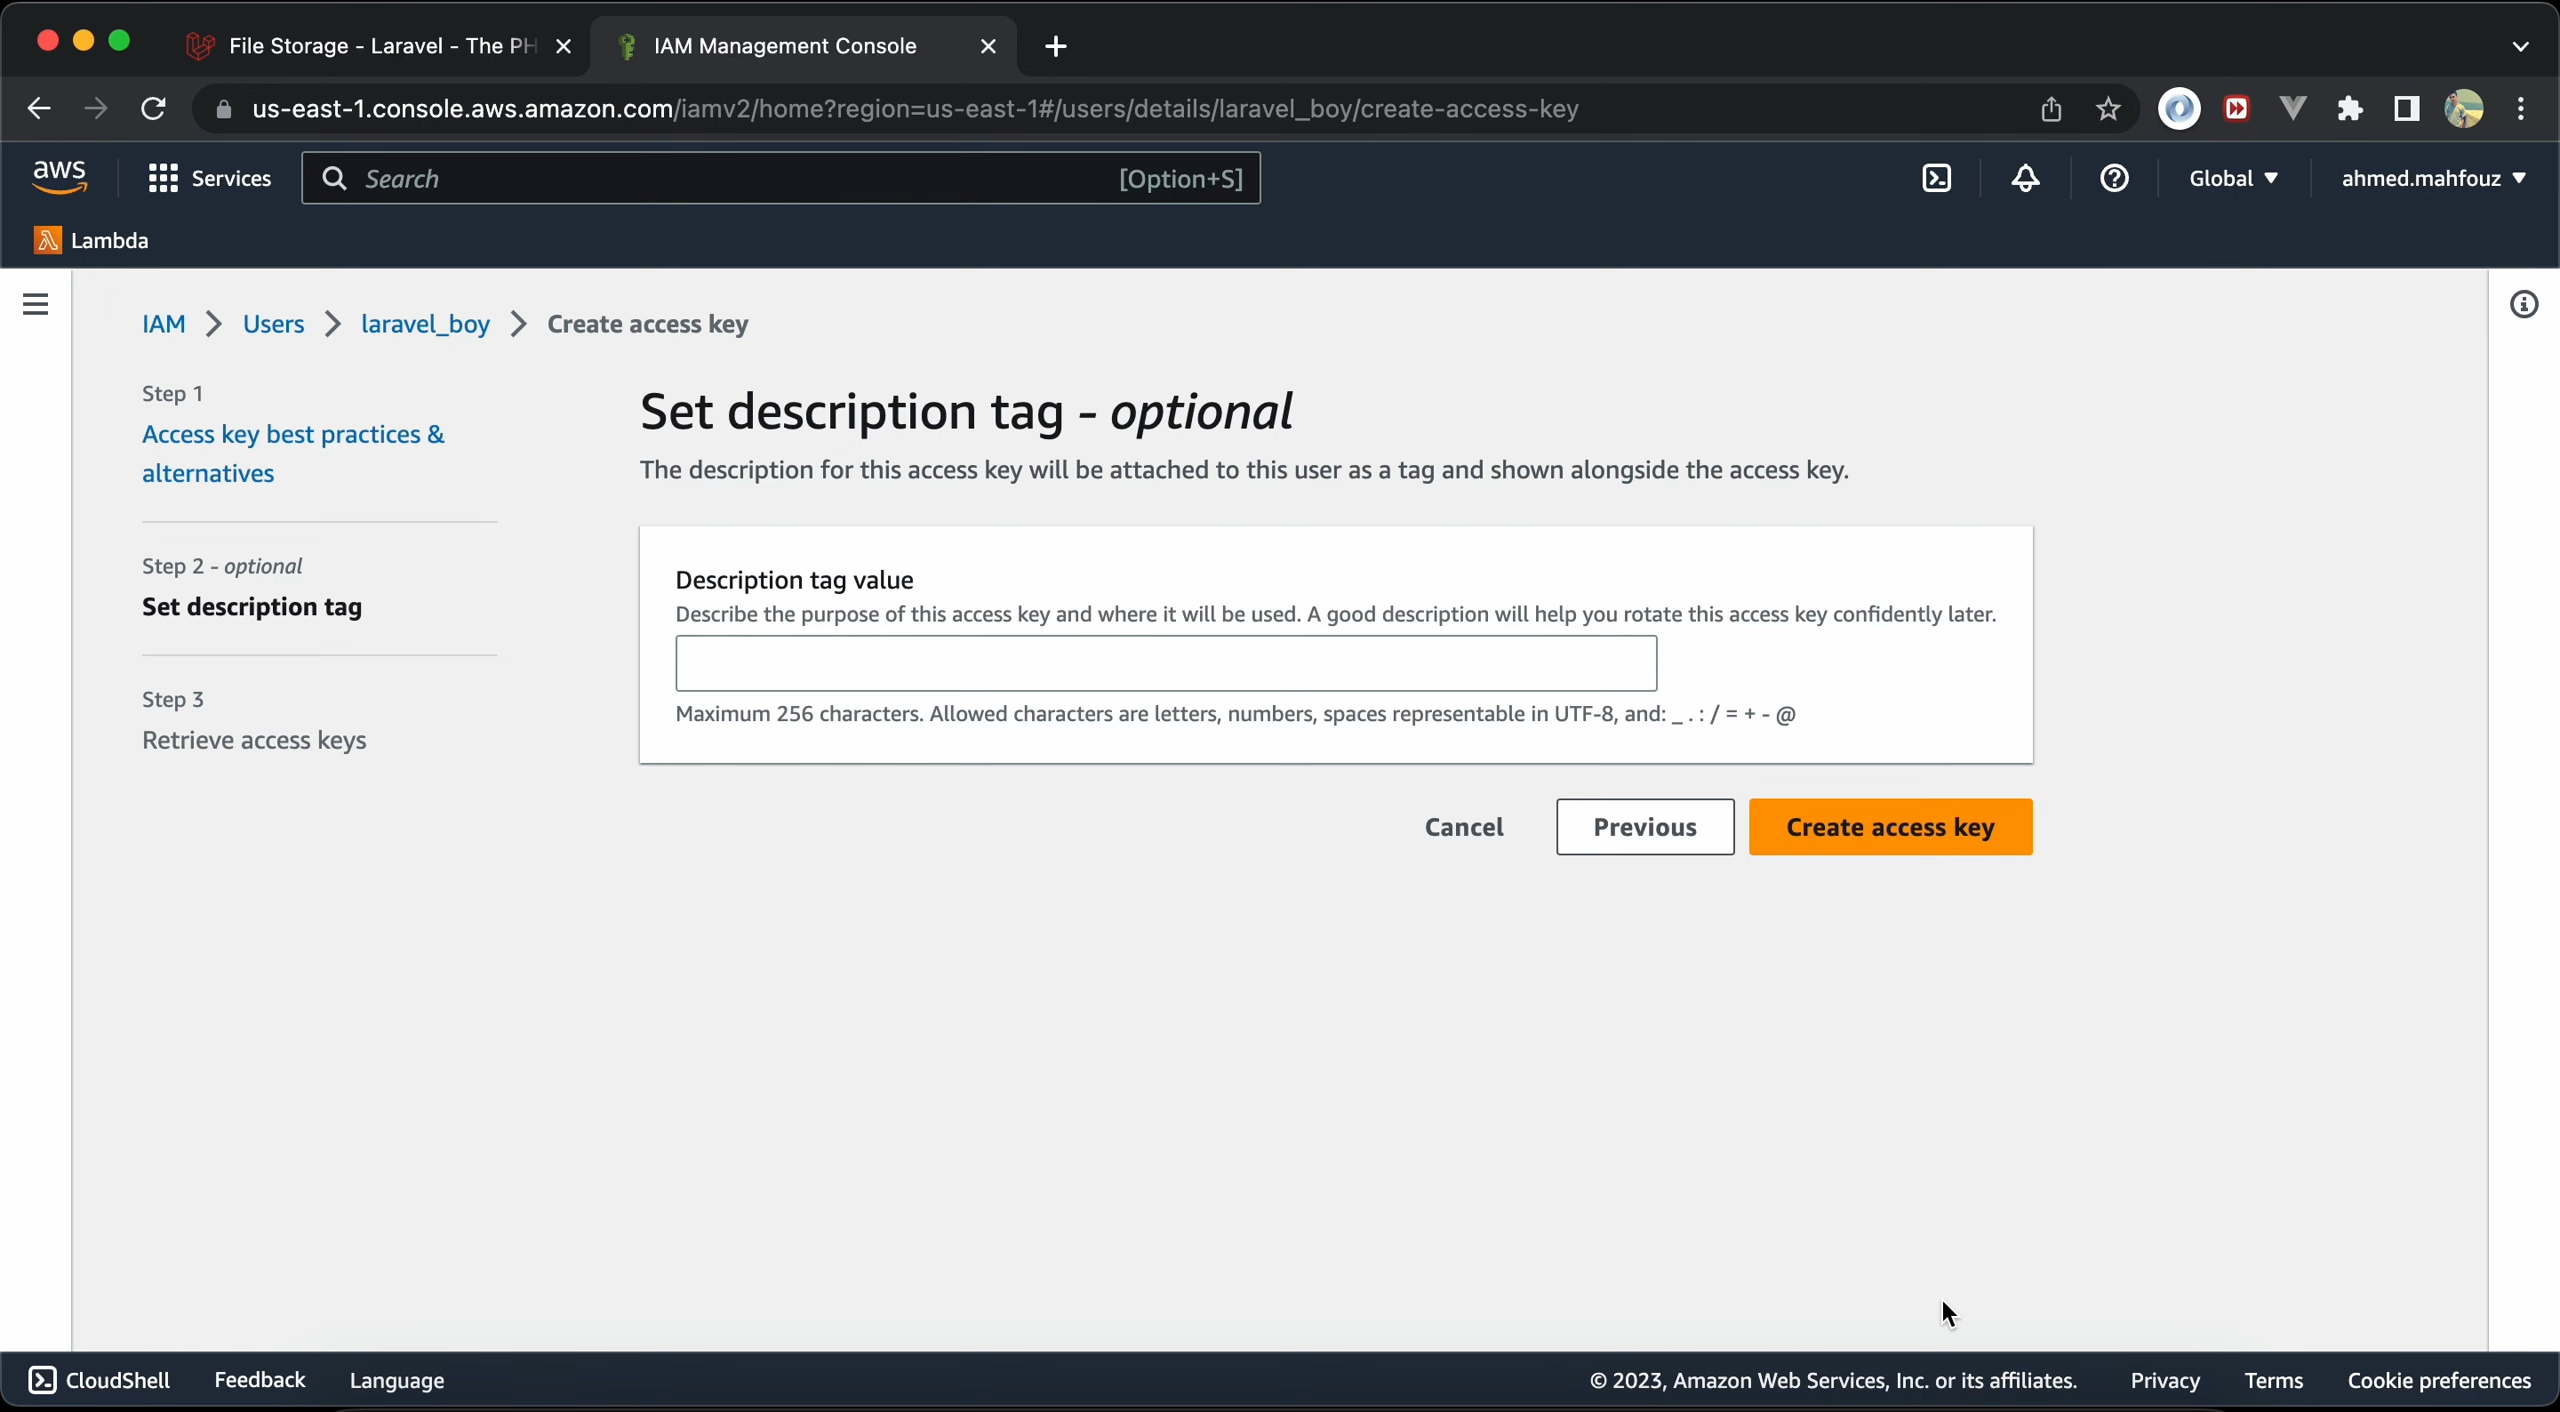 File Storage - Laravel - The PH
IAM Management Console
us-east-1.console.aws.amazon.com/iamv2/home?region=us-east-1#/users/details/laravel_boy/create-access-key
aws
Services
Search
[Option+S]
Global
ahmed.mahfouz
Lambda
IAM > Users > laravel_boy > Create access key
Step 1
Access key best practices &
alternatives
Step 2 - optional
Set description tag
Step 3
Retrieve access keys
Set description tag - optional
The description for this access key will be attached to this user as a tag and shown alongside the access key.
Description tag value
Describe the purpose of this access key and where it will be used. A good description will help you rotate this access key confidently later.
Maximum 256 characters. Allowed characters are letters, numbers, spaces representable in UTF-8, and: _ . : / = + - @
Cancel
Previous
Create access key
CloudShell
Feedback
Language
© 2023, Amazon Web Services, Inc. or its affiliates.
Privacy
Terms
Cookie preferences